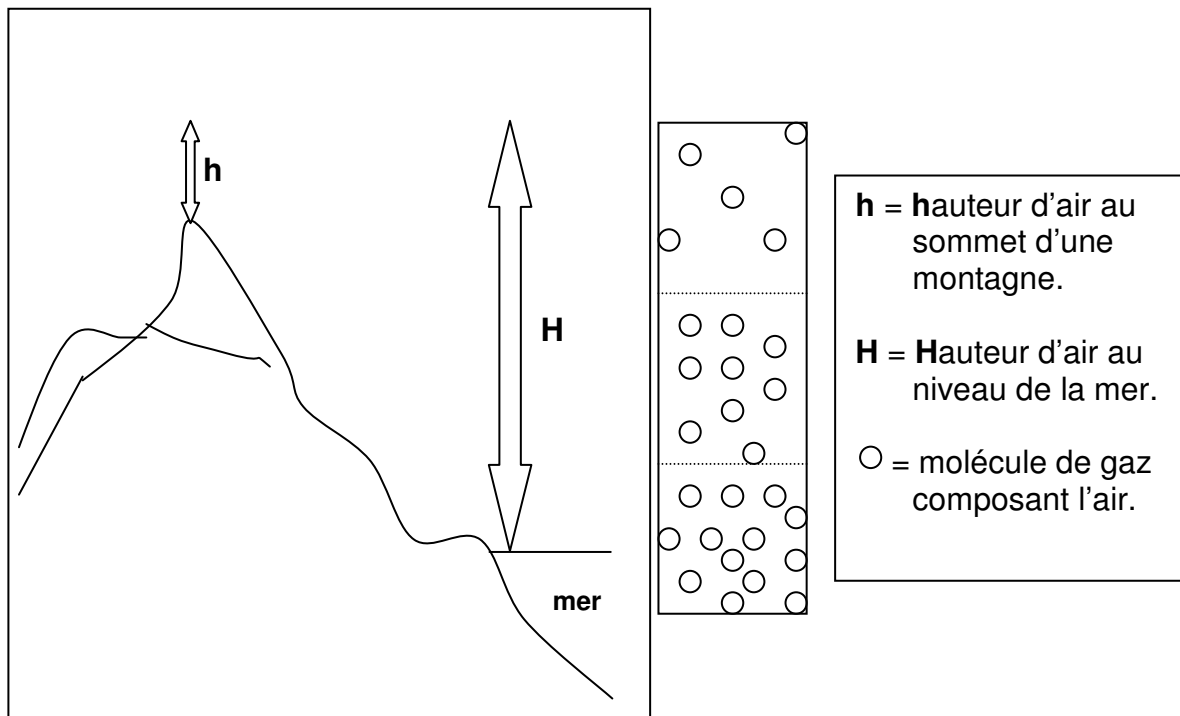 h
H
mer
h = hauteur d'air au
sommet d'une
montagne.
H = Hauteur d'air au
niveau de la mer.
= molécule de gaz
composant l'air.